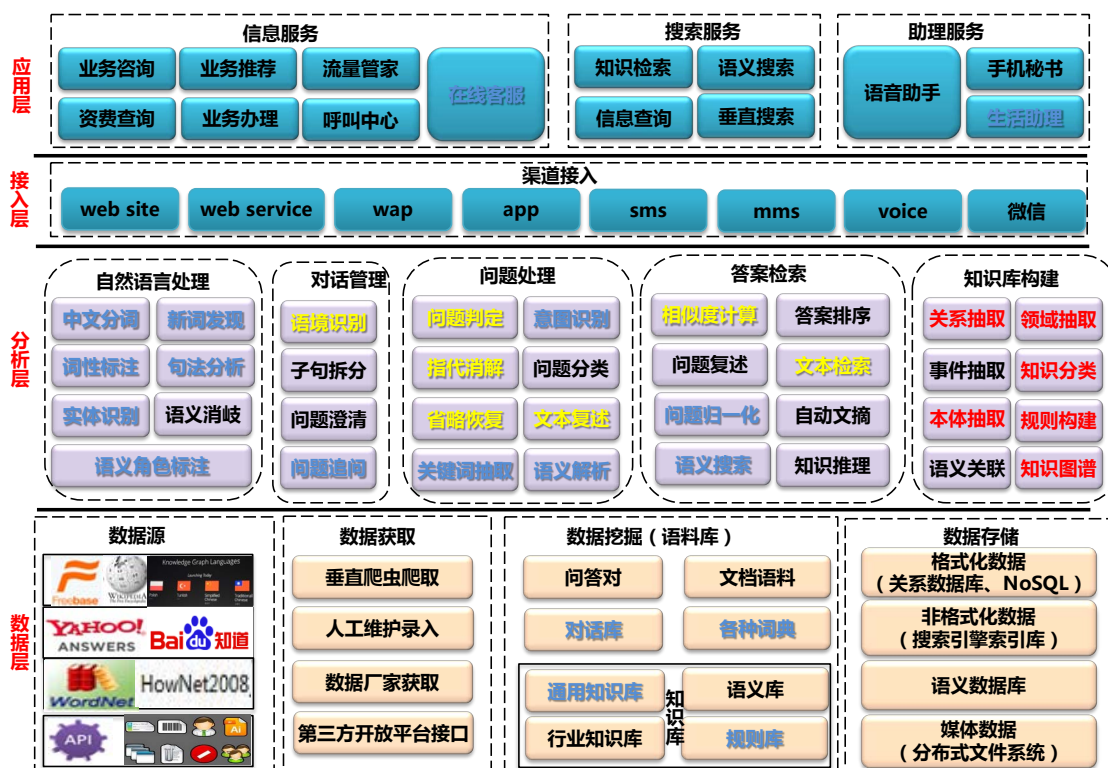 应用层
信息服务
业务咨询 业务推荐 流量管家
在线客服
资费查询 业务办理 呼叫中心
搜索服务
知识检索 语义搜索
信息查询 垂直搜索
助理服务
语音助手
手机秘书
生活助理
接入层
渠道接入
web site web service wap app sms mms voice 微信
分析层
自然语言处理
中文分词 新词发现
词性标注 句法分析
实体识别 语义消岐
语义角色标注
对话管理
语境识别
子句拆分
问题澄清
问题追问
问题处理
问题判定 意图识别
指代消解 问题分类
省略恢复 文本复述
关键词抽取 语义解析
答案检索
相似度计算 答案排序
问题复述 文本检索
问题归一化 自动文摘
语义搜索 知识推理
知识库构建
关系抽取 领域抽取
事件抽取 知识分类
本体抽取 规则构建
语义关联 知识图谱
数据层
数据源
Freebase
WIKIPEDIA
Knowledge Graph Languages
YAHOO!
ANSWERS
Bai du 知道
WordNet
HowNet2008
API
Ai
数据获取
垂直爬虫爬取
人工维护录入
数据厂家获取
第三方开放平台接口
数据挖掘（语料库）
问答对 文档语料
对话库 各种词典
知识库
通用知识库 语义库
行业知识库 规则库
数据存储
格式化数据
（关系数据库、NoSQL）
非格式化数据
（搜索引擎索引库）
语义数据库
媒体数据
（分布式文件系统）